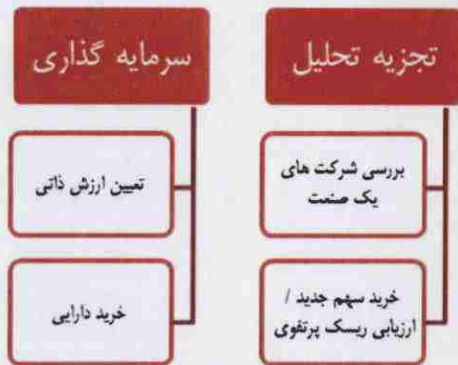 تجزیه تحلیل
بررسی شرکت های
یک صنعت
خرید سهم جدید /
ارزیابی ریسک پرتفوی
سرمایه گذاری
تعیین ارزش ذاتی
خرید دارایی